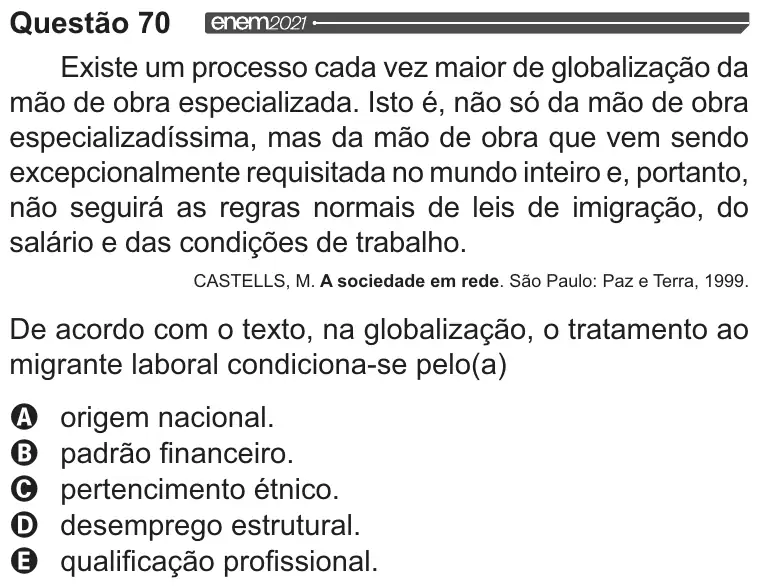 Questão 70 enem2021
Existe um processo cada vez maior de globalização da
mão de obra especializada. Isto é, não só da mão de obra
especializadíssima, mas da mão de obra que vem sendo
excepcionalmente requisitada no mundo inteiro e, portanto,
não seguirá as regras normais de leis de imigração, do
salário e das condições de trabalho.
CASTELLS, M. A sociedade em rede. São Paulo: Paz e Terra, 1999.
De acordo com o texto, na globalização, o tratamento ao
migrante laboral condiciona-se pelo(a)
A origem nacional.
B padrão financeiro.
C pertencimento étnico.
D desemprego estrutural.
E qualificação profissional.